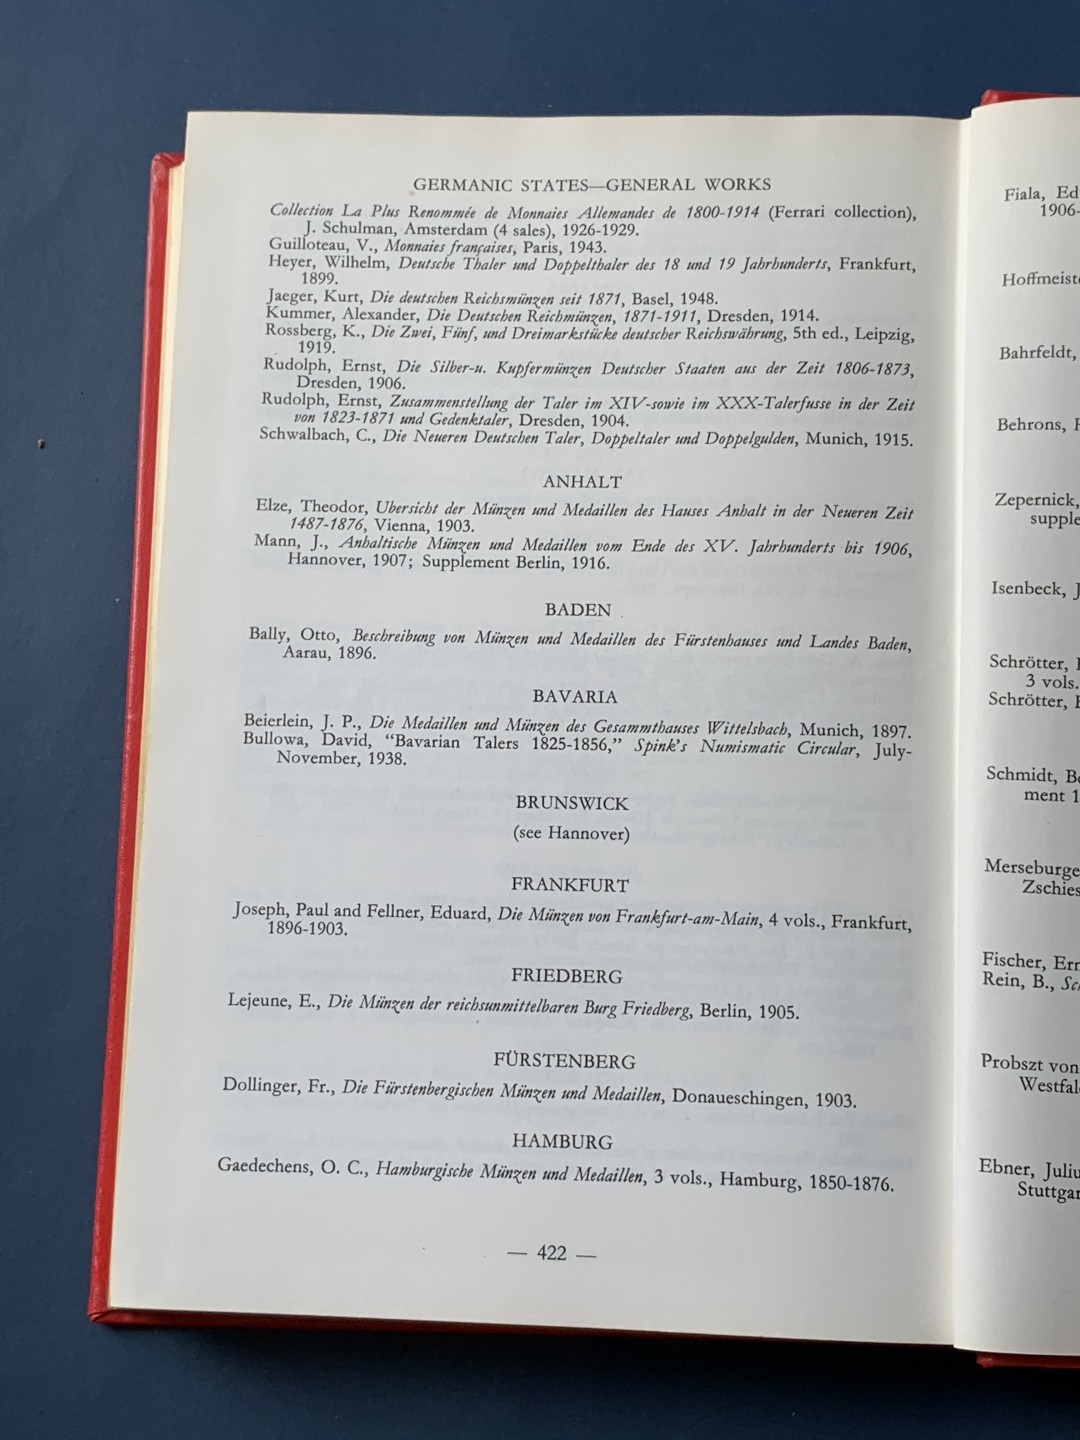 GERMANIC STATES—GENERAL WORKS
Collection La Plus Renommée de Monnaies Allemandes de 1800-1914 (Ferrari collection),
J. Schulman, Amsterdam (4 sales), 1926-1929.
Guilloteau, V., Monnaies françaises, Paris, 1943.
Heyer, Wilhelm, Deutsche Thaler und Doppelthaler des 18 und 19 Jahrhunderts, Frankfurt,
1899.
Jaeger, Kurt, Die deutschen Reichsmünzen seit 1871, Basel, 1948.
Kummer, Alexander, Die Deutschen Reichmünzen, 1871-1911, Dresden, 1914.
Rossberg, K., Die Zwei, Fünf, und Dreimarkstücke deutscher Reichswährung, 5th ed., Leipzig,
1919.
Rudolph, Ernst, Die Silber-u. Kupfermünzen Deutscher Staaten aus der Zeit 1806-1873,
Dresden, 1906.
Rudolph, Ernst, Zusammenstellung der Taler im XIV-sowie im XXX-Talerfusse in der Zeit
von 1823-1871 und Gedenktaler, Dresden, 1904.
Schwalbach, C., Die Neueren Deutschen Taler, Doppeltaler und Doppelgulden, Munich, 1915.
ANHALT
Elze, Theodor, Ubersicht der Münzen und Medaillen des Hauses Anhalt in der Neueren Zeit
1487-1876, Vienna, 1903.
Mann, J., Anhaltische Münzen und Medaillen vom Ende des XV. Jahrhunderts bis 1906,
Hannover, 1907; Supplement Berlin, 1916.
BADEN
Bally, Otto, Beschreibung von Münzen und Medaillen des Fürstenhauses und Landes Baden,
Aarau, 1896.
BAVARIA
Beierlein, J. P., Die Medaillen und Münzen des Gesammthauses Wittelsbach, Munich, 1897.
Bullowa, David, “Bavarian Talers 1825-1856,” Spink's Numismatic Circular, July-
November, 1938.
BRUNSWICK
(see Hannover)
FRANKFURT
Joseph, Paul and Fellner, Eduard, Die Münzen von Frankfurt-am-Main, 4 vols., Frankfurt,
1896-1903.
FRIEDBERG
Lejeune, E., Die Münzen der reichsunmittelbaren Burg Friedberg, Berlin, 1905.
FÜRSTENBERG
Dollinger, Fr., Die Fürstenbergischen Münzen und Medaillen, Donaueschingen, 1903.
HAMBURG
Gaedechens, O. C., Hamburgische Münzen und Medaillen, 3 vols., Hamburg, 1850-1876.
— 422 —
Fiala, Ed
1906-
Hoffmeist
Bahrfeldt,
Behrons,
Zepernick,
supple
Isenbeck, J
Schrötter,
3 vols.
Schrötter,
Schmidt, B
ment 1
Merseburge
Zschies
Fischer, Ern
Rein, B., Sc
Probszt von
Westfal
Ebner, Juliu
Stuttgar